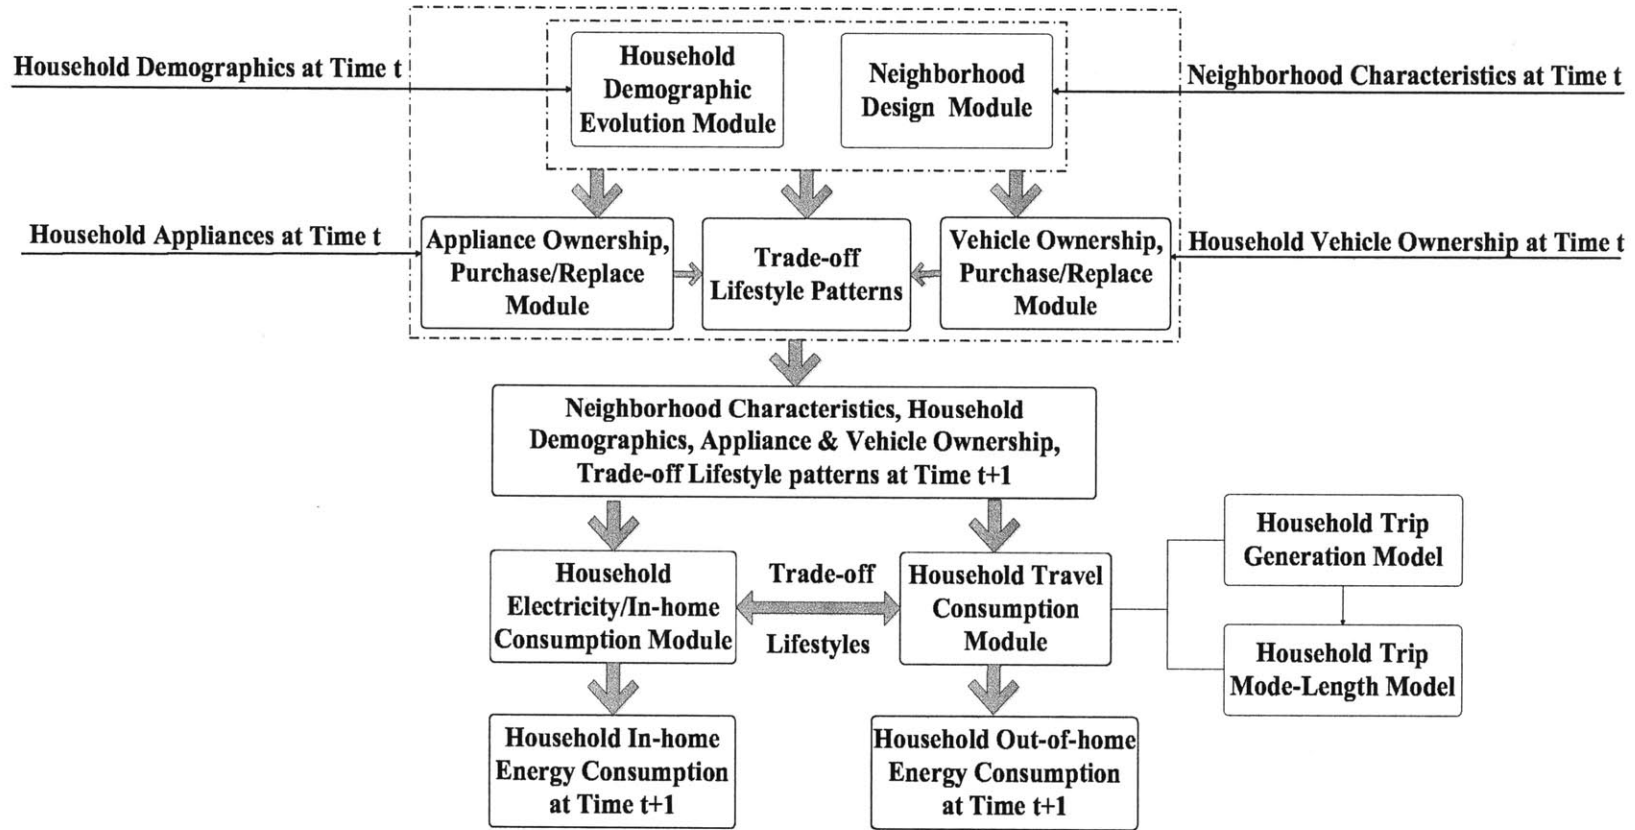 Household Demographics at Time t
Household
Demographic
Evolution Module
Neighborhood
Design Module
Neighborhood Characteristics at Time t
Household Appliances at Time t
Appliance Ownership,
Purchase/Replace
Module
Trade-off
Lifestyle Patterns
Vehicle Ownership,
Purchase/Replace
Module
Household Vehicle Ownership at Time t
Neighborhood Characteristics, Household
Demographics, Appliance & Vehicle Ownership,
Trade-off Lifestyle patterns at Time t+1
Household
Electricity/In-home
Consumption Module
Trade-off
Lifestyles
Household Travel
Consumption
Module
Household Trip
Generation Model
Household Trip
Mode-Length Model
Household In-home
Energy Consumption
at Time t+1
Household Out-of-home
Energy Consumption
at Time t+1